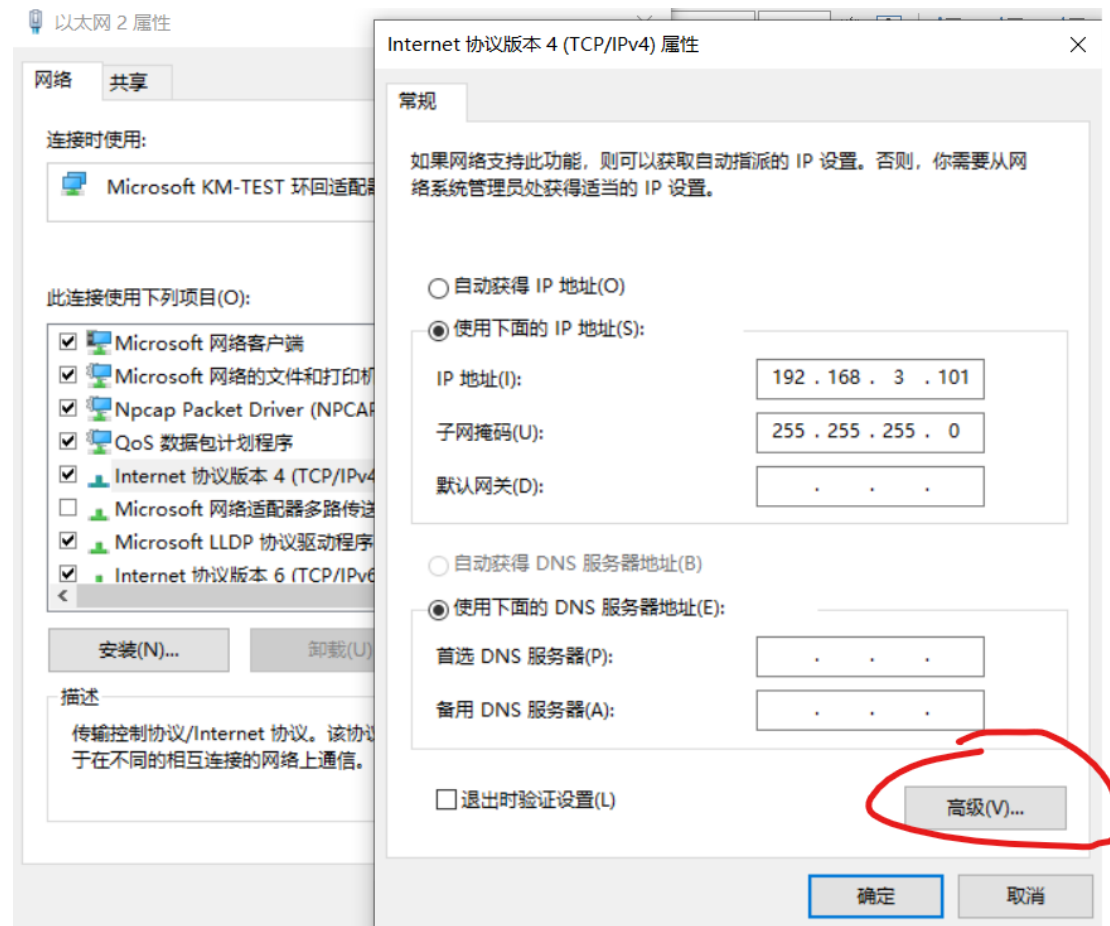 以太网 2 属性
网络
共享
连接时使用:
Microsoft KM-TEST 环回适配器
此连接使用下列项目(O):
Microsoft 网络客户端
Microsoft 网络的文件和打印机
Npcap Packet Driver (NPCAP
QoS 数据包计划程序
Internet 协议版本 4 (TCP/IPv4
Microsoft 网络适配器多路传送
Microsoft LLDP 协议驱动程序
Internet 协议版本 6 (TCP/IPv6
安装(N)...
卸载(U)
描述
传输控制协议/Internet 协议。该协议
于在不同的相互连接的网络上通信。
Internet 协议版本 4 (TCP/IPv4) 属性
常规
如果网络支持此功能，则可以获取自动指派的 IP 设置。否则，你需要从网
络系统管理员处获得适当的 IP 设置。
自动获得 IP 地址(O)
使用下面的 IP 地址(S):
IP 地址(I):
192 . 168 . 3 . 101
子网掩码(U):
255 . 255 . 255 . 0
默认网关(D):
. . .
自动获得 DNS 服务器地址(B)
使用下面的 DNS 服务器地址(E):
首选 DNS 服务器(P):
. . .
备用 DNS 服务器(A):
. . .
退出时验证设置(L)
高级(V)...
确定
取消